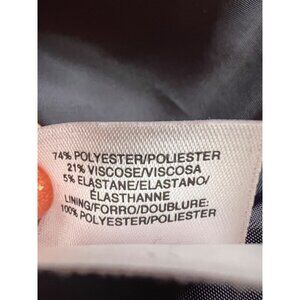 74% POLYESTER/POLIESTER
21% VISCOSE/VISCOSA
5% ELASTANE/ELASTANO/
ÉLASTHANNE
LINING/FORRO/DOUBLURE:
100% POLYESTER/POLIESTER